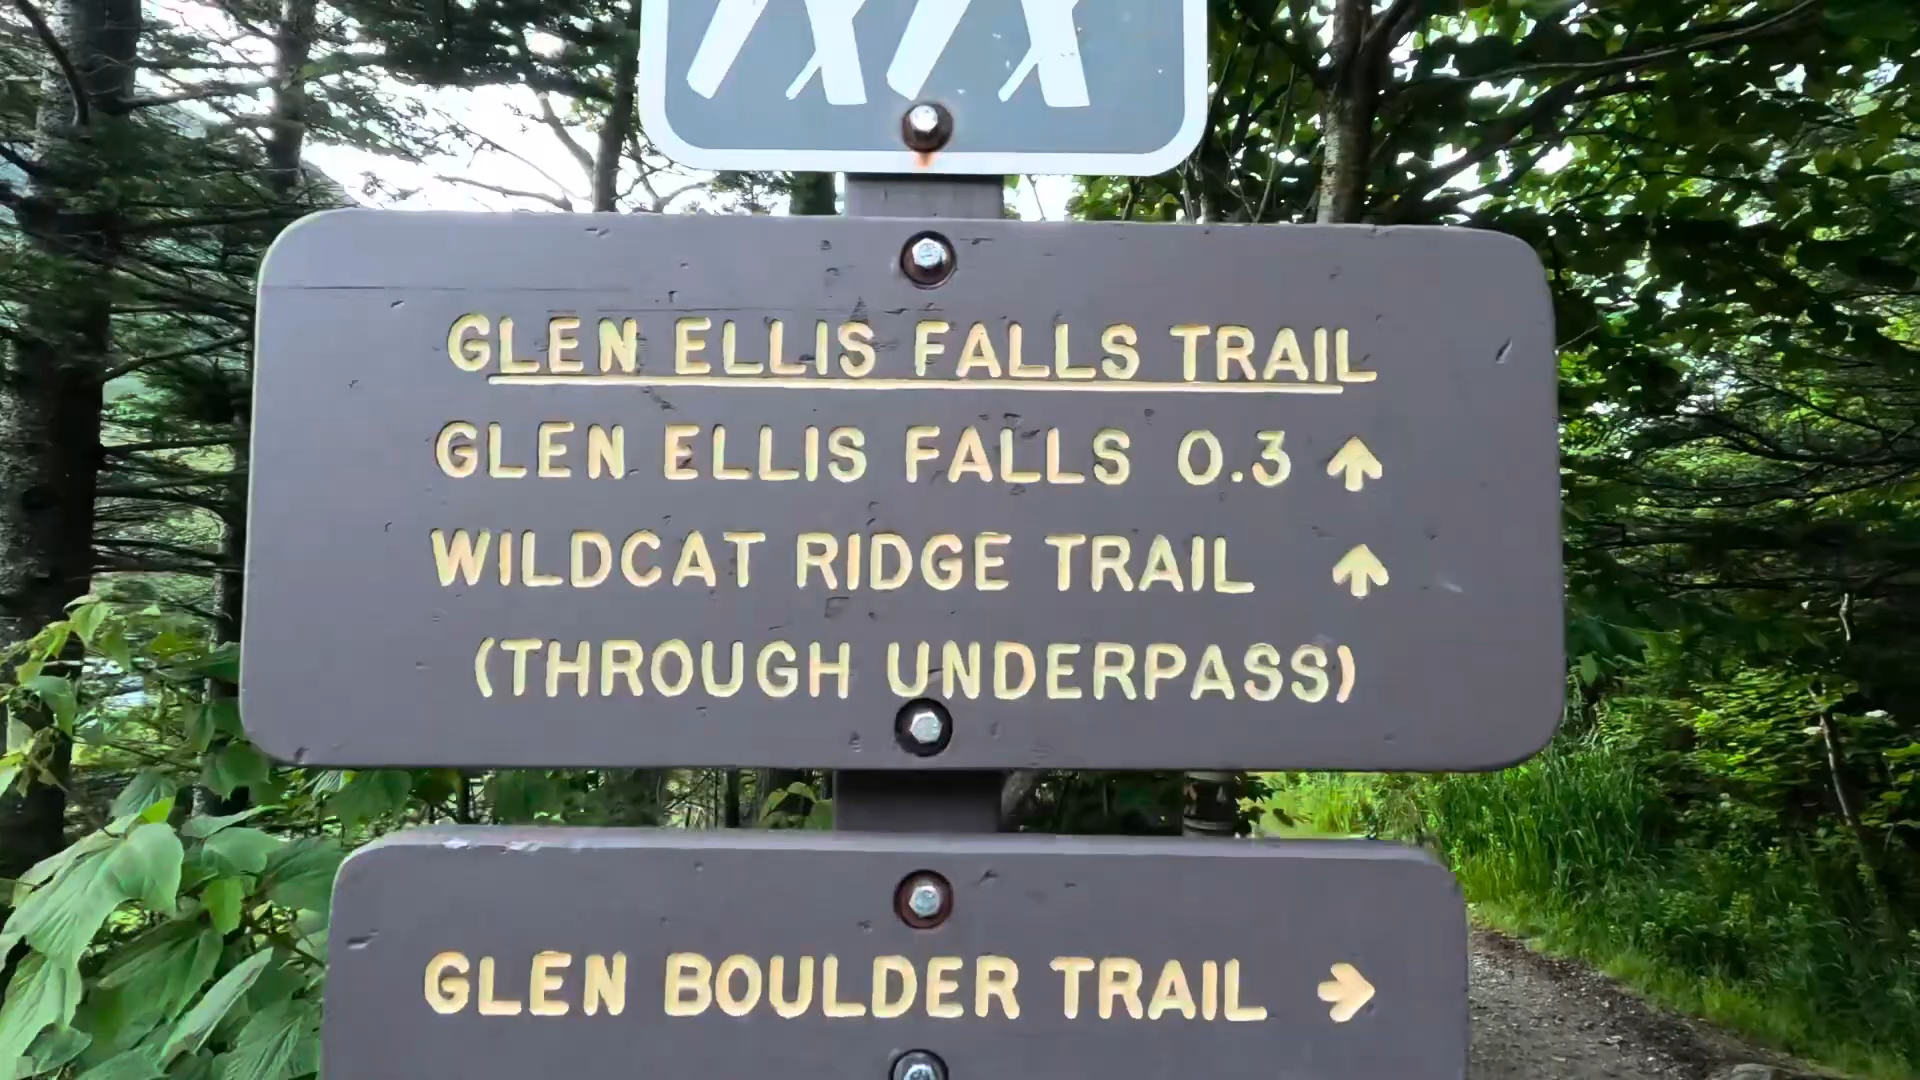 GLEN ELLIS FALLS TRAIL
GLEN ELLIS FALLS 0.3 ↑
WILDCAT RIDGE TRAIL ↑
(THROUGH UNDERPASS)
GLEN BOULDER TRAIL →